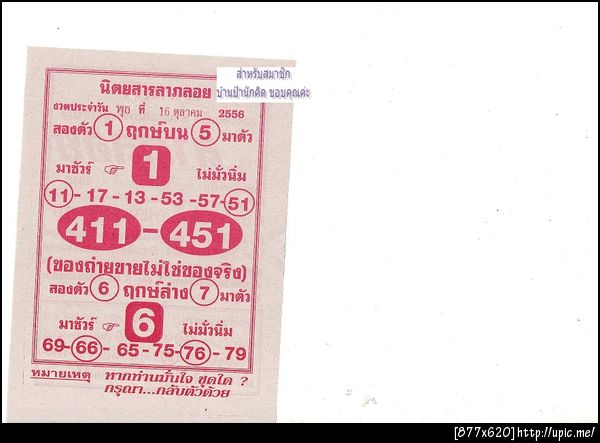 สำหรับสมาชิก
บ้านป้านักคิด ขอบคุณค่ะ
นิตยสารลาภลอย
งวดประจำวัน พุธ ที่ 16 ตุลาคม 2556
สองตัว 1 ฤกษ์บน 5 มาตัว
มาชัวร์ 1 ไม่มั่วนิ่ม
11 - 17 - 13 - 53 - 57 - 51
411 - 451
(ของถ่ายขายไม่ใช่ของจริง)
สองตัว 6 ฤกษ์ล่าง 7 มาตัว
มาชัวร์ 6 ไม่มั่วนิ่ม
69 - 66 - 65 - 75 - 76 - 79
หมายเหตุ หากท่านมั่นใจ ชุดใด ?
กรุณา...กลับตัวด้วย
[877x620] http://upic.me/